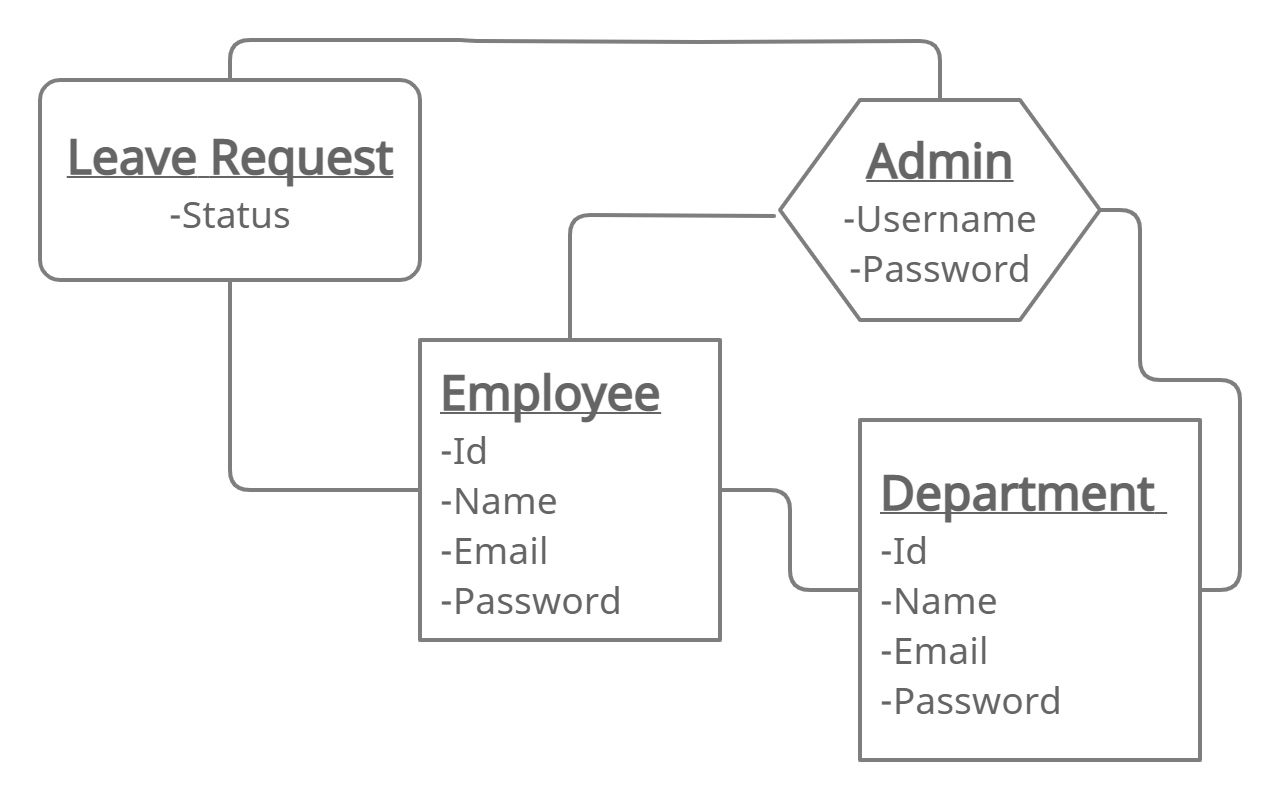 Leave Request
-Status
Admin
-Username
-Password
Employee
-Id
-Name
-Email
-Password
Department
-Id
-Name
-Email
-Password